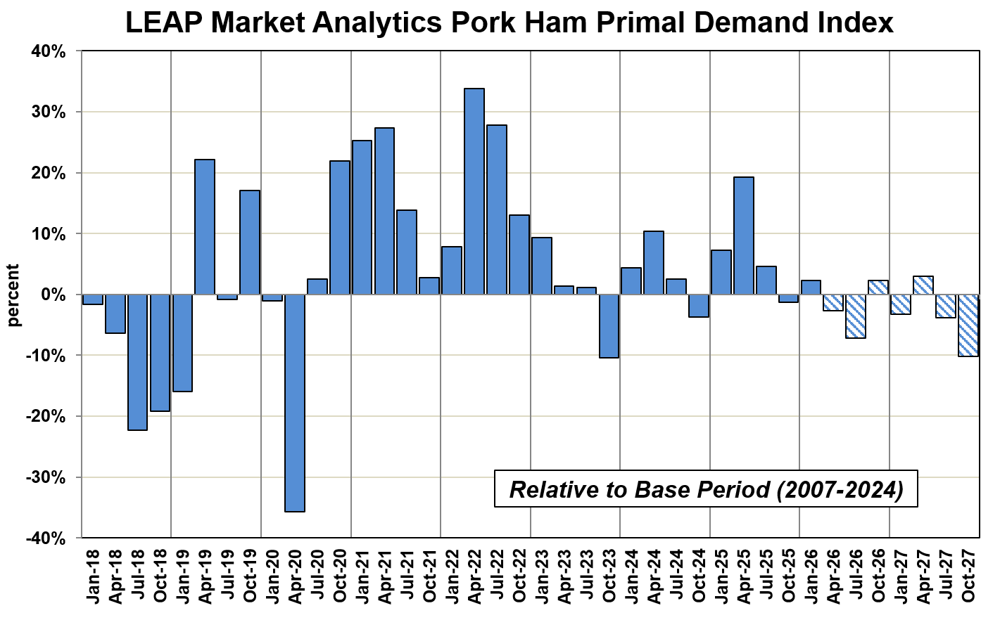 LEAP Market Analytics Pork Ham Primal Demand Index
40%
30%
20%
10%
0%
-10%
-20%
-30%
-40%
percent
Relative to Base Period (2007-2024)
Jan-18
Apr-18
Jul-18
Oct-18
Jan-19
Apr-19
Jul-19
Oct-19
Jan-20
Apr-20
Jul-20
Oct-20
Jan-21
Apr-21
Jul-21
Oct-21
Jan-22
Apr-22
Jul-22
Oct-22
Jan-23
Apr-23
Jul-23
Oct-23
Jan-24
Apr-24
Jul-24
Oct-24
Jan-25
Apr-25
Jul-25
Oct-25
Jan-26
Apr-26
Jul-26
Oct-26
Jan-27
Apr-27
Jul-27
Oct-27